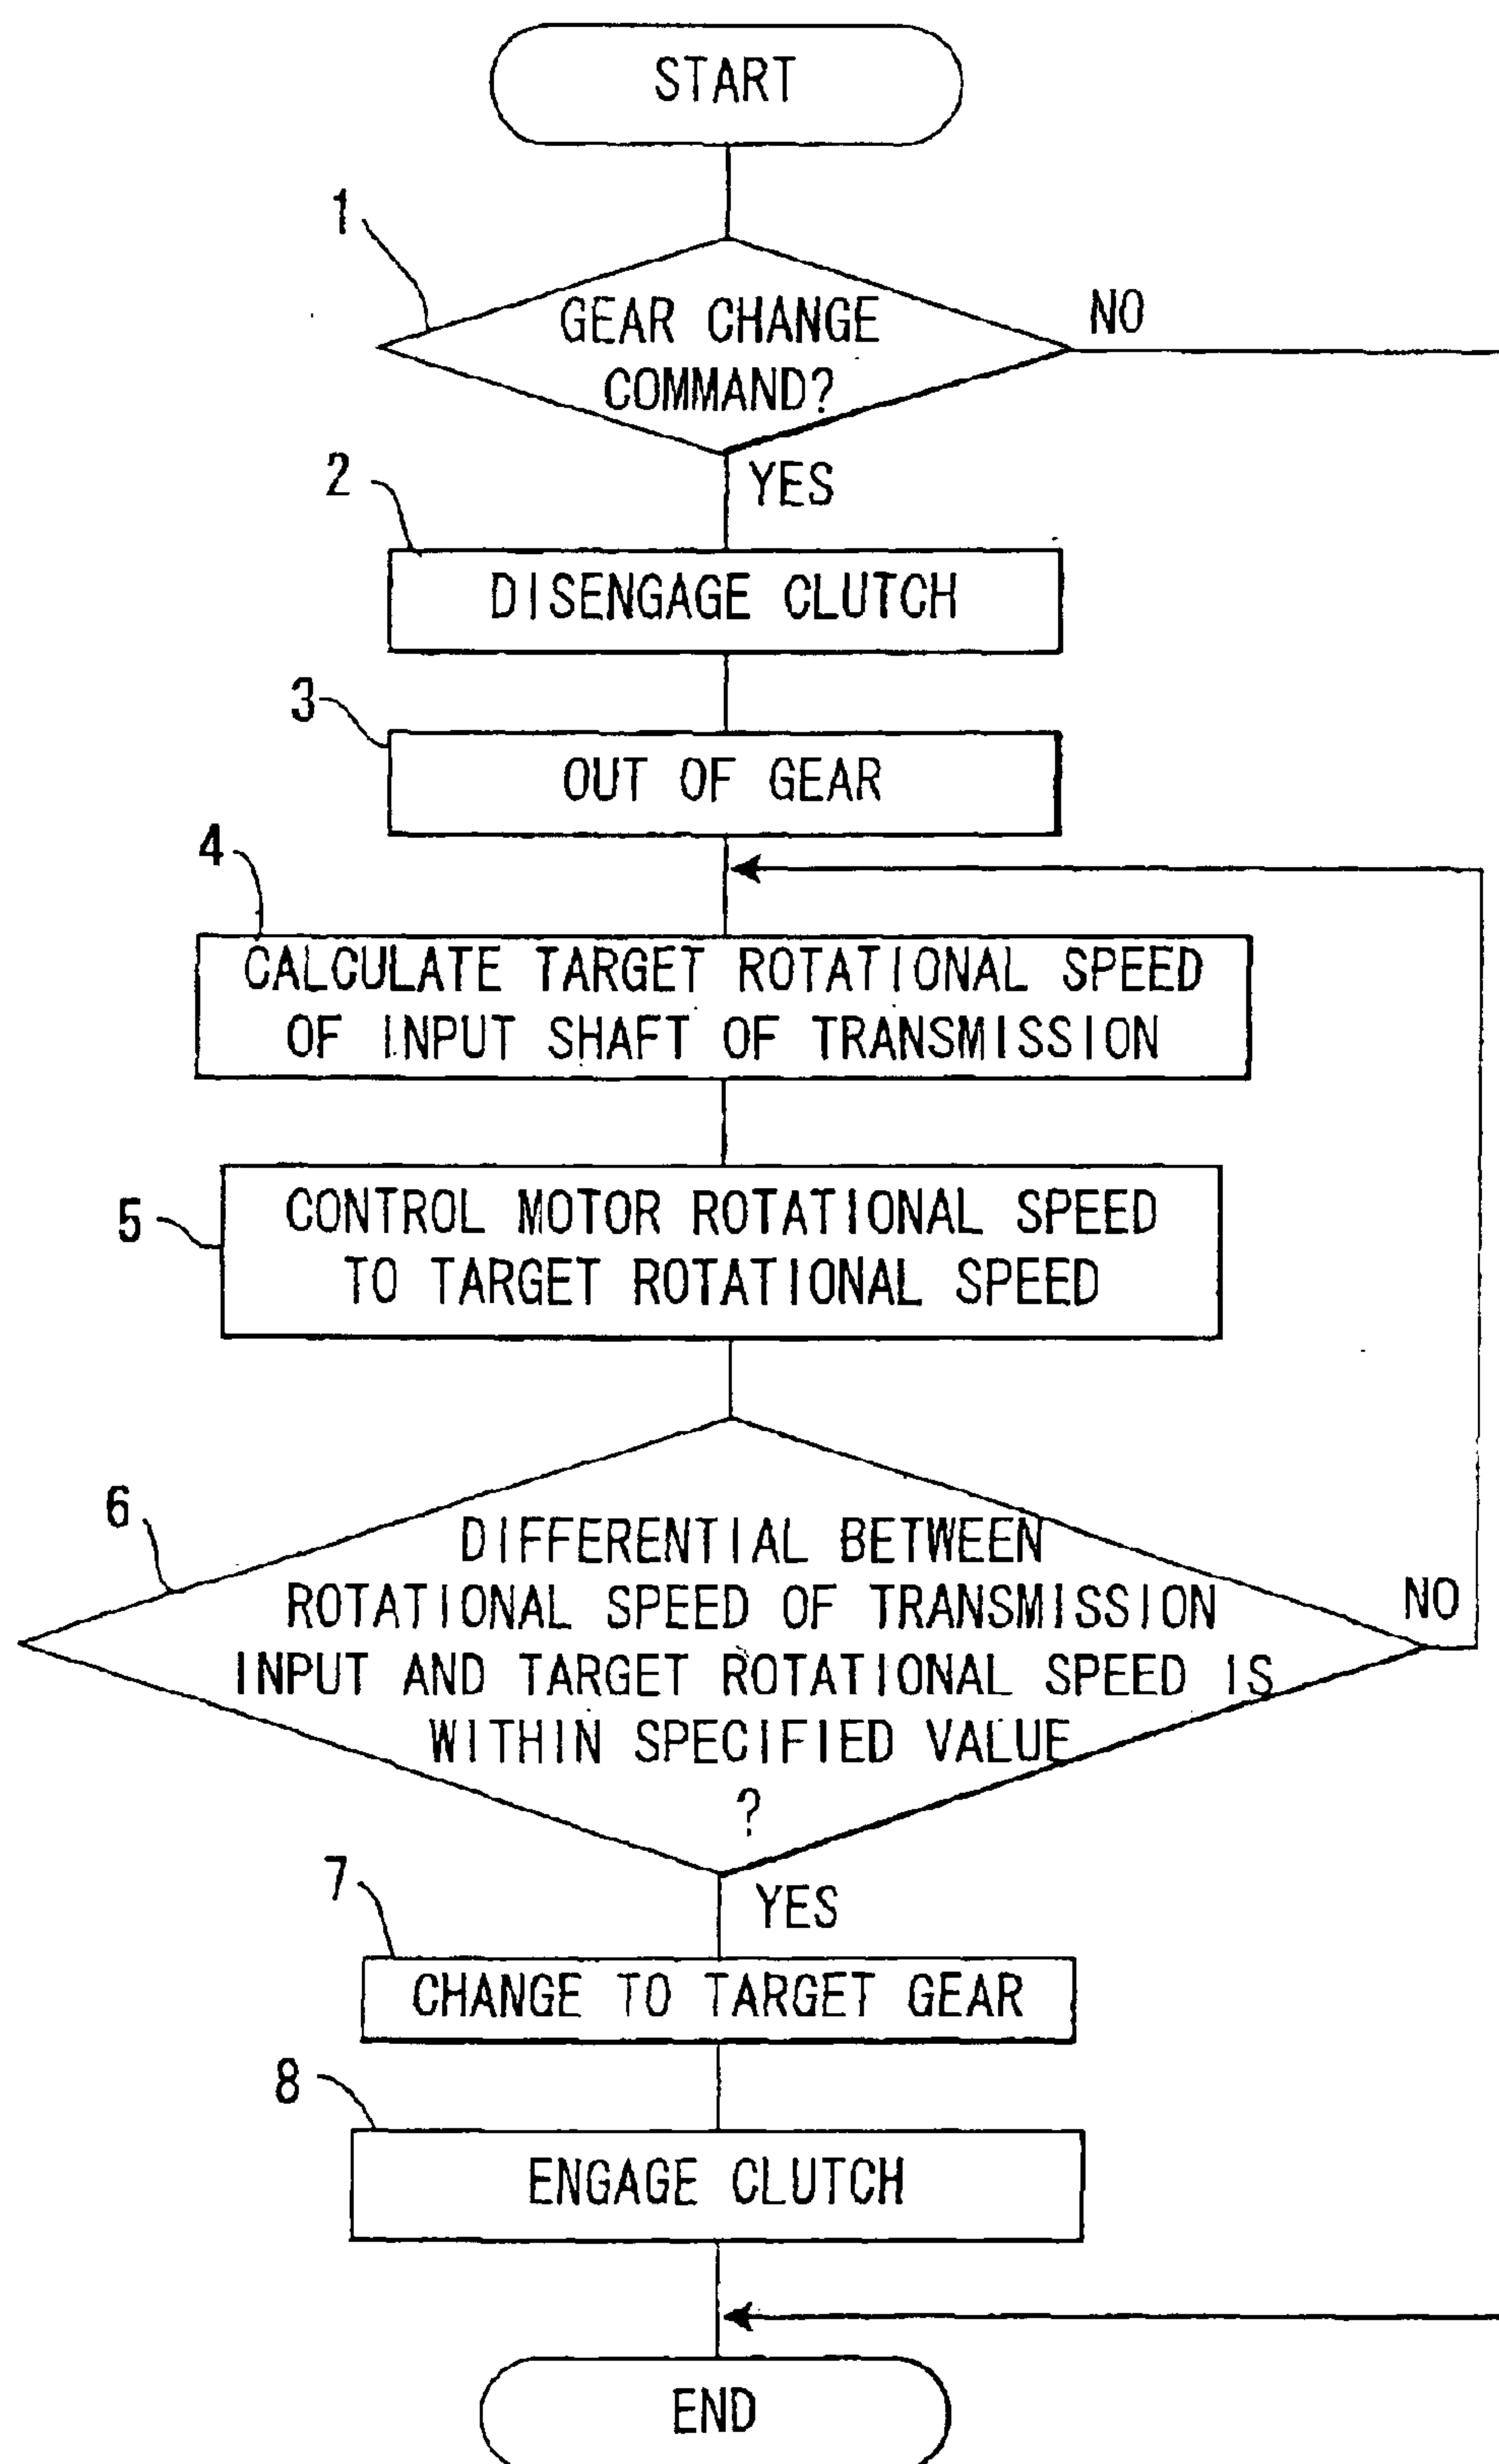 START
1
GEAR CHANGE
COMMAND?
NO
YES
2
DISENGAGE CLUTCH
3
OUT OF GEAR
4
CALCULATE TARGET ROTATIONAL SPEED
OF INPUT SHAFT OF TRANSMISSION
5
CONTROL MOTOR ROTATIONAL SPEED
TO TARGET ROTATIONAL SPEED
6
DIFFERENTIAL BETWEEN
ROTATIONAL SPEED OF TRANSMISSION
INPUT AND TARGET ROTATIONAL SPEED IS
WITHIN SPECIFIED VALUE
?
NO
YES
7
CHANGE TO TARGET GEAR
8
ENGAGE CLUTCH
END